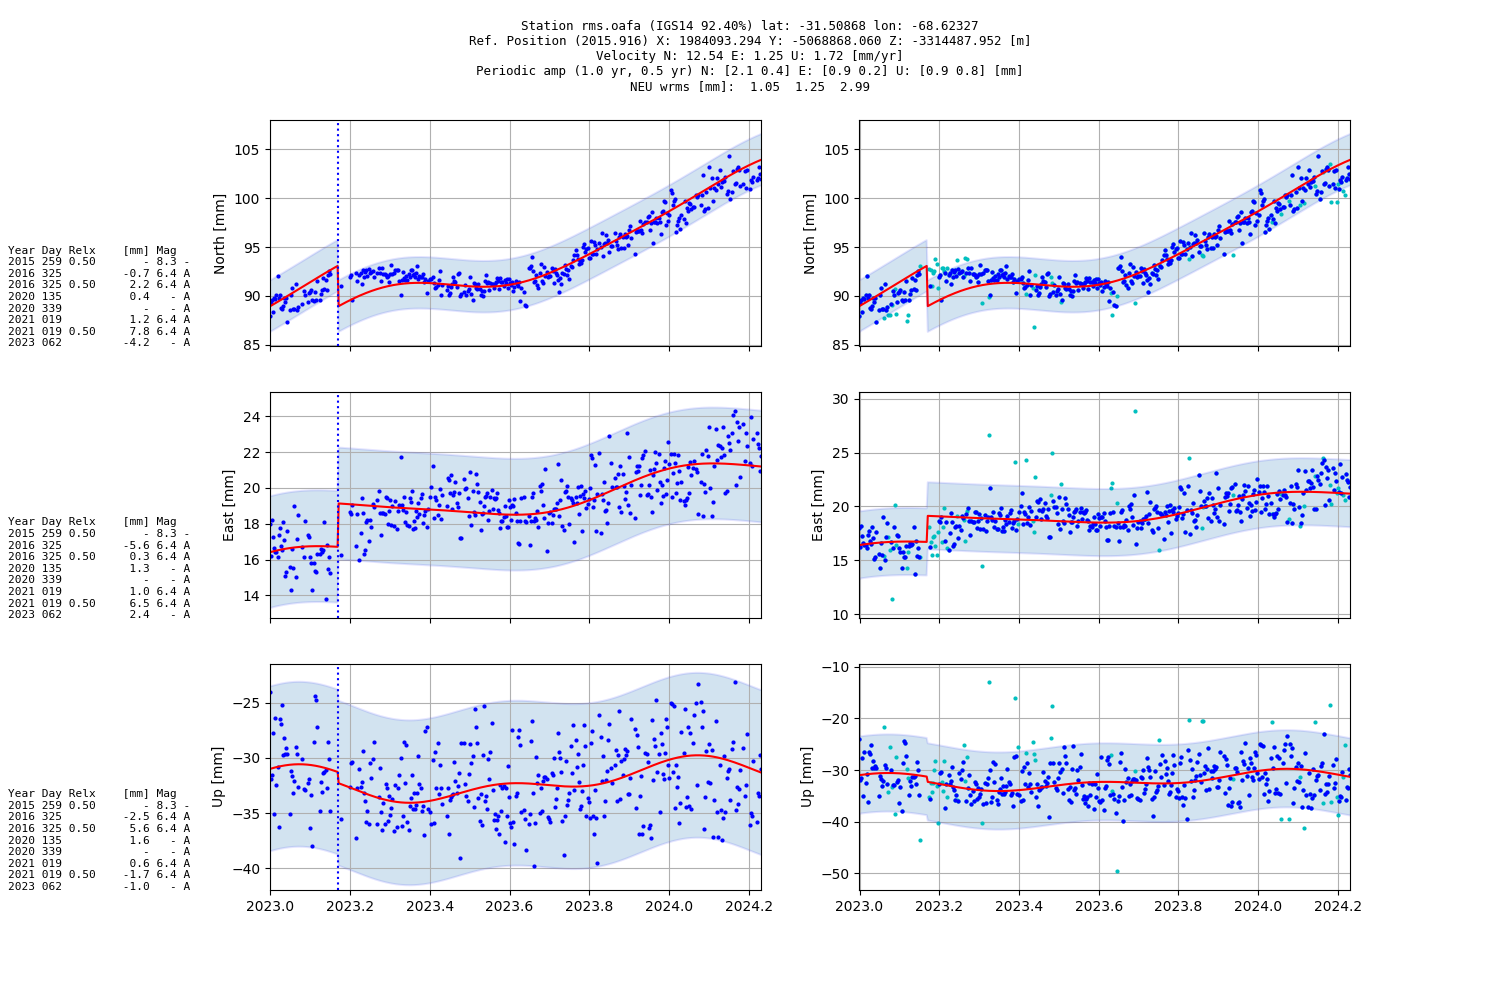 Station rms.oafa (IGS14 92.40%) lat: -31.50868 lon: -68.62327
Ref. Position (2015.916) X: 1984093.294 Y: -5068868.060 Z: -3314487.952 [m]
Velocity N: 12.54 E: 1.25 U: 1.72 [mm/yr]
Periodic amp (1.0 yr, 0.5 yr) N: [2.1 0.4] E: [0.9 0.2] U: [0.9 0.8] [mm]
NEU wrms [mm]:  1.05  1.25  2.99
Year Day Relx    [mm] Mag
2015 259 0.50       - 8.3 -
2016 325         -0.7 6.4 A
2016 325 0.50     2.2 6.4 A
2020 135          0.4   - A
2020 339            -   - A
2021 019          1.2 6.4 A
2021 019 0.50     7.8 6.4 A
2023 062         -4.2   - A
North [mm]
105
100
95
90
85
North [mm]
105
100
95
90
85
Year Day Relx    [mm] Mag
2015 259 0.50       - 8.3 -
2016 325         -5.6 6.4 A
2016 325 0.50     0.3 6.4 A
2020 135          1.3   - A
2020 339            -   - A
2021 019          1.0 6.4 A
2021 019 0.50     6.5 6.4 A
2023 062          2.4   - A
East [mm]
24
22
20
18
16
14
East [mm]
30
25
20
15
10
Year Day Relx    [mm] Mag
2015 259 0.50       - 8.3 -
2016 325         -2.5 6.4 A
2016 325 0.50     5.6 6.4 A
2020 135          1.6   - A
2020 339            -   - A
2021 019          0.6 6.4 A
2021 019 0.50    -1.7 6.4 A
2023 062         -1.0   - A
Up [mm]
−25
−30
−35
−40
2023.0 2023.2 2023.4 2023.6 2023.8 2024.0 2024.2
Up [mm]
−10
−20
−30
−40
−50
2023.0 2023.2 2023.4 2023.6 2023.8 2024.0 2024.2